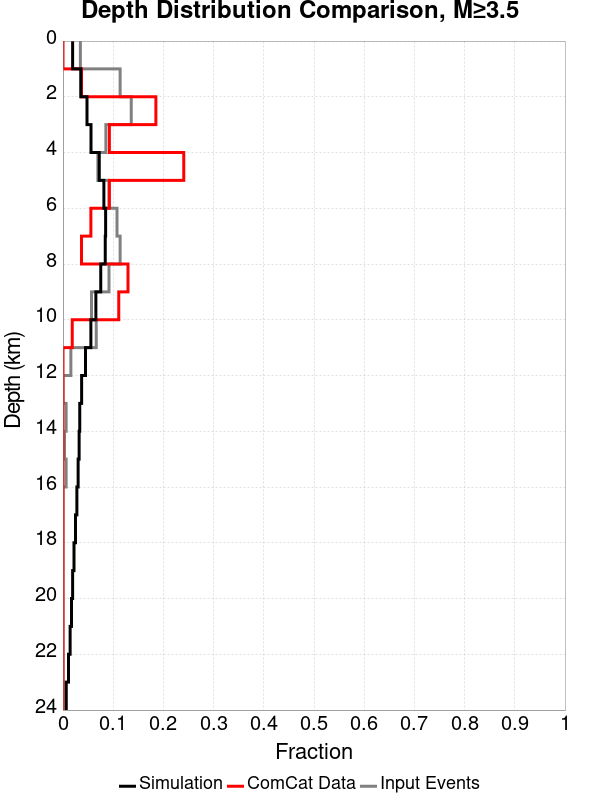 Depth Distribution Comparison, M≥3.5
0
2
4
6
8
10
12
14
16
18
20
22
24
Depth (km)
0 0.1 0.2 0.3 0.4 0.5 0.6 0.7 0.8 0.9 1
Fraction
Simulation ComCat Data Input Events